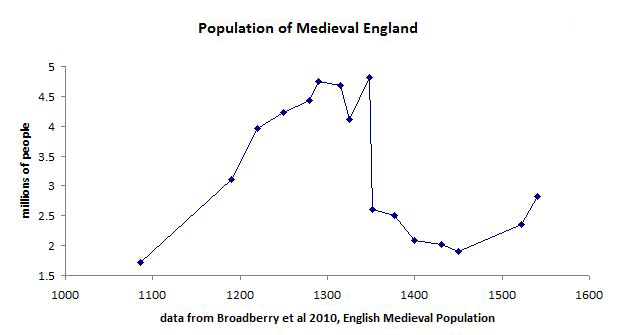 Population of Medieval England
millions of people
5
4.5
4
3.5
3
2.5
2
1.5
1000 1100 1200 1300 1400 1500 1600
data from Broadberry et al 2010, English Medieval Population